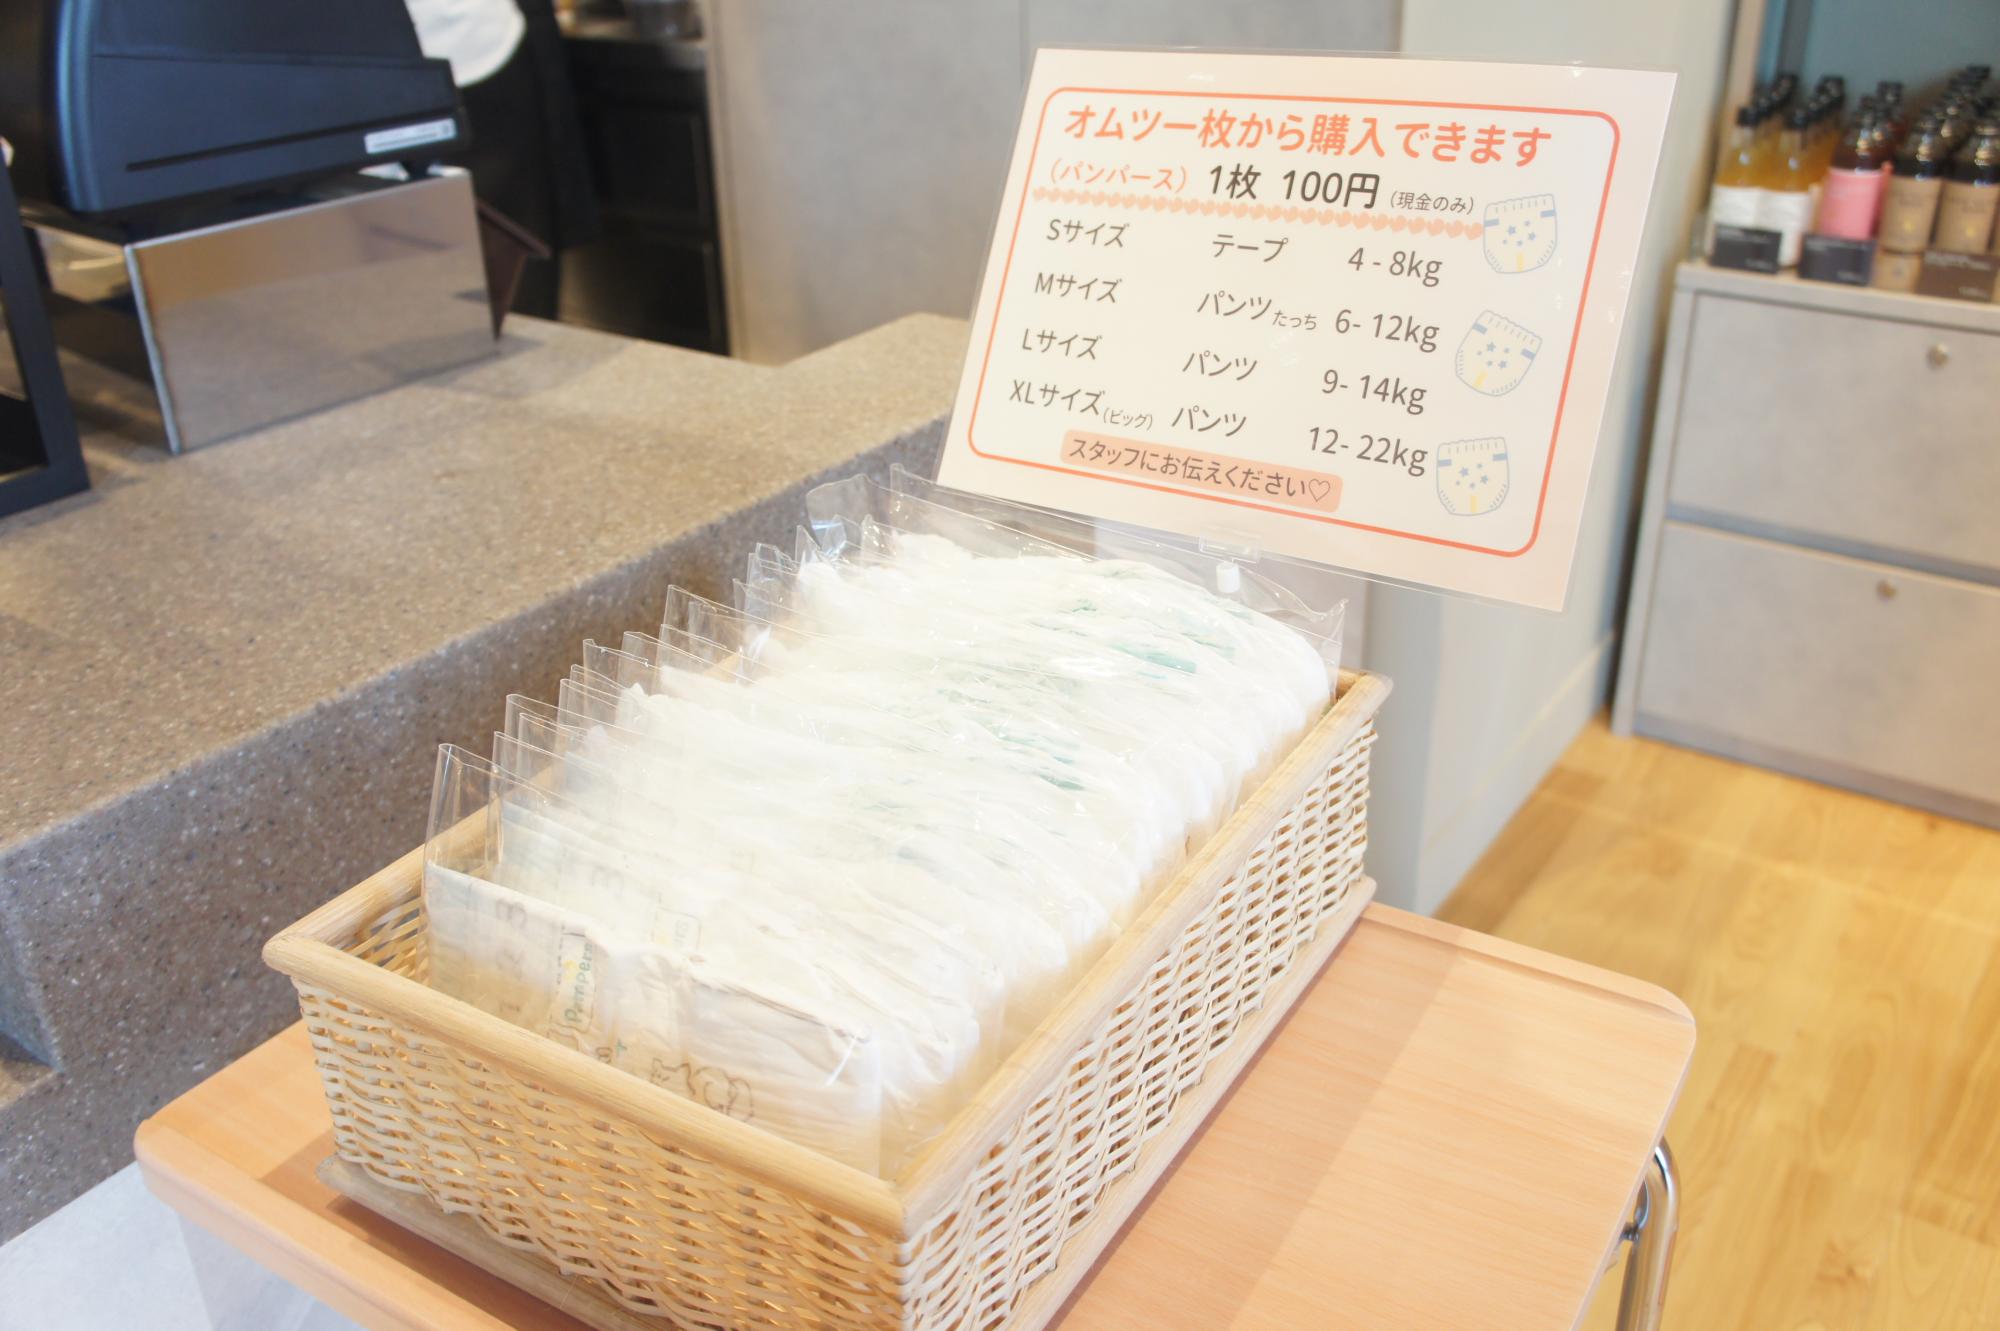 オムツ一枚から購入できます
（パンパース） 1枚 100円 （現金のみ）
Sサイズ テープ 4 - 8kg
Mサイズ パンツたっち 6- 12kg
Lサイズ パンツ 9- 14kg
XLサイズ（ビッグ） パンツ 12- 22kg
スタッフにお伝えください♡
Pampers